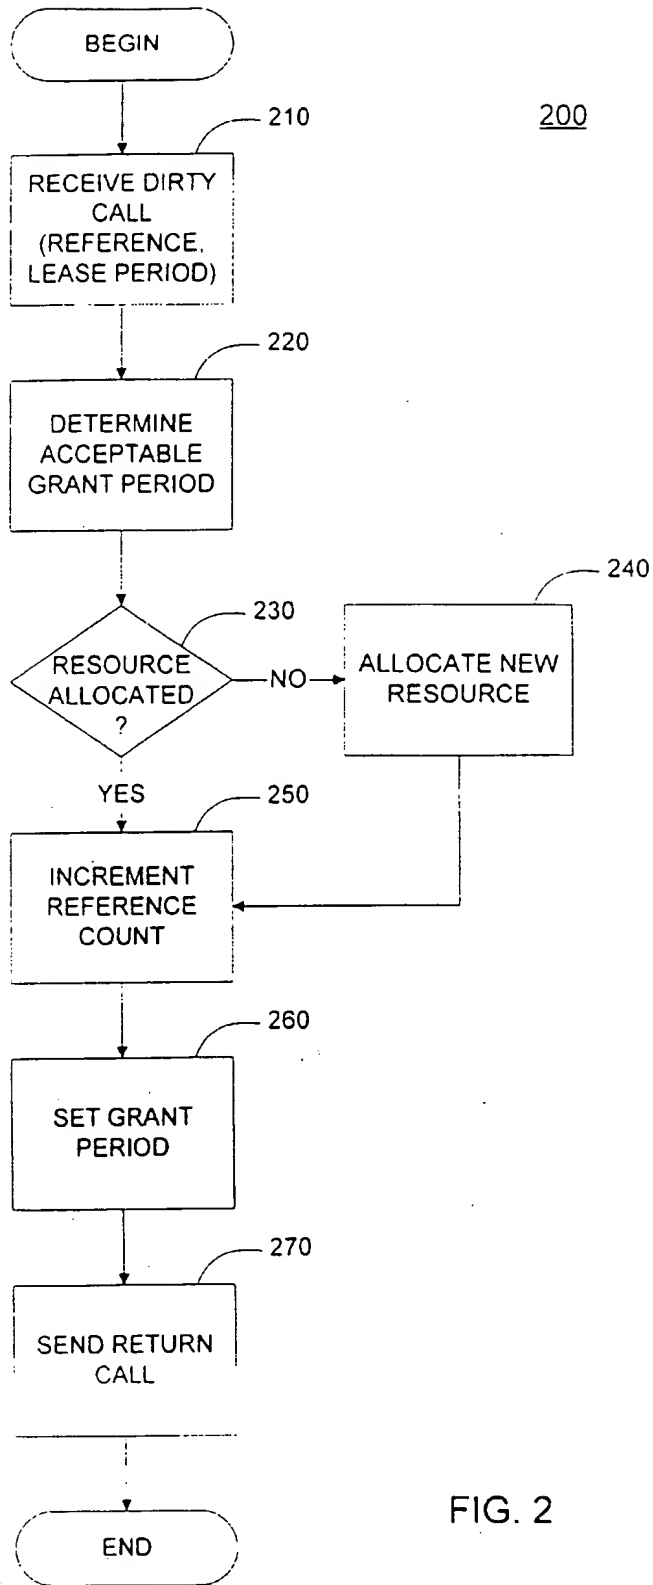 BEGIN
200
210
RECEIVE DIRTY
CALL
(REFERENCE,
LEASE PERIOD)
220
DETERMINE
ACCEPTABLE
GRANT PERIOD
230
RESOURCE
ALLOCATED
?
NO
240
ALLOCATE NEW
RESOURCE
YES
250
INCREMENT
REFERENCE
COUNT
260
SET GRANT
PERIOD
270
SEND RETURN
CALL
END
FIG. 2